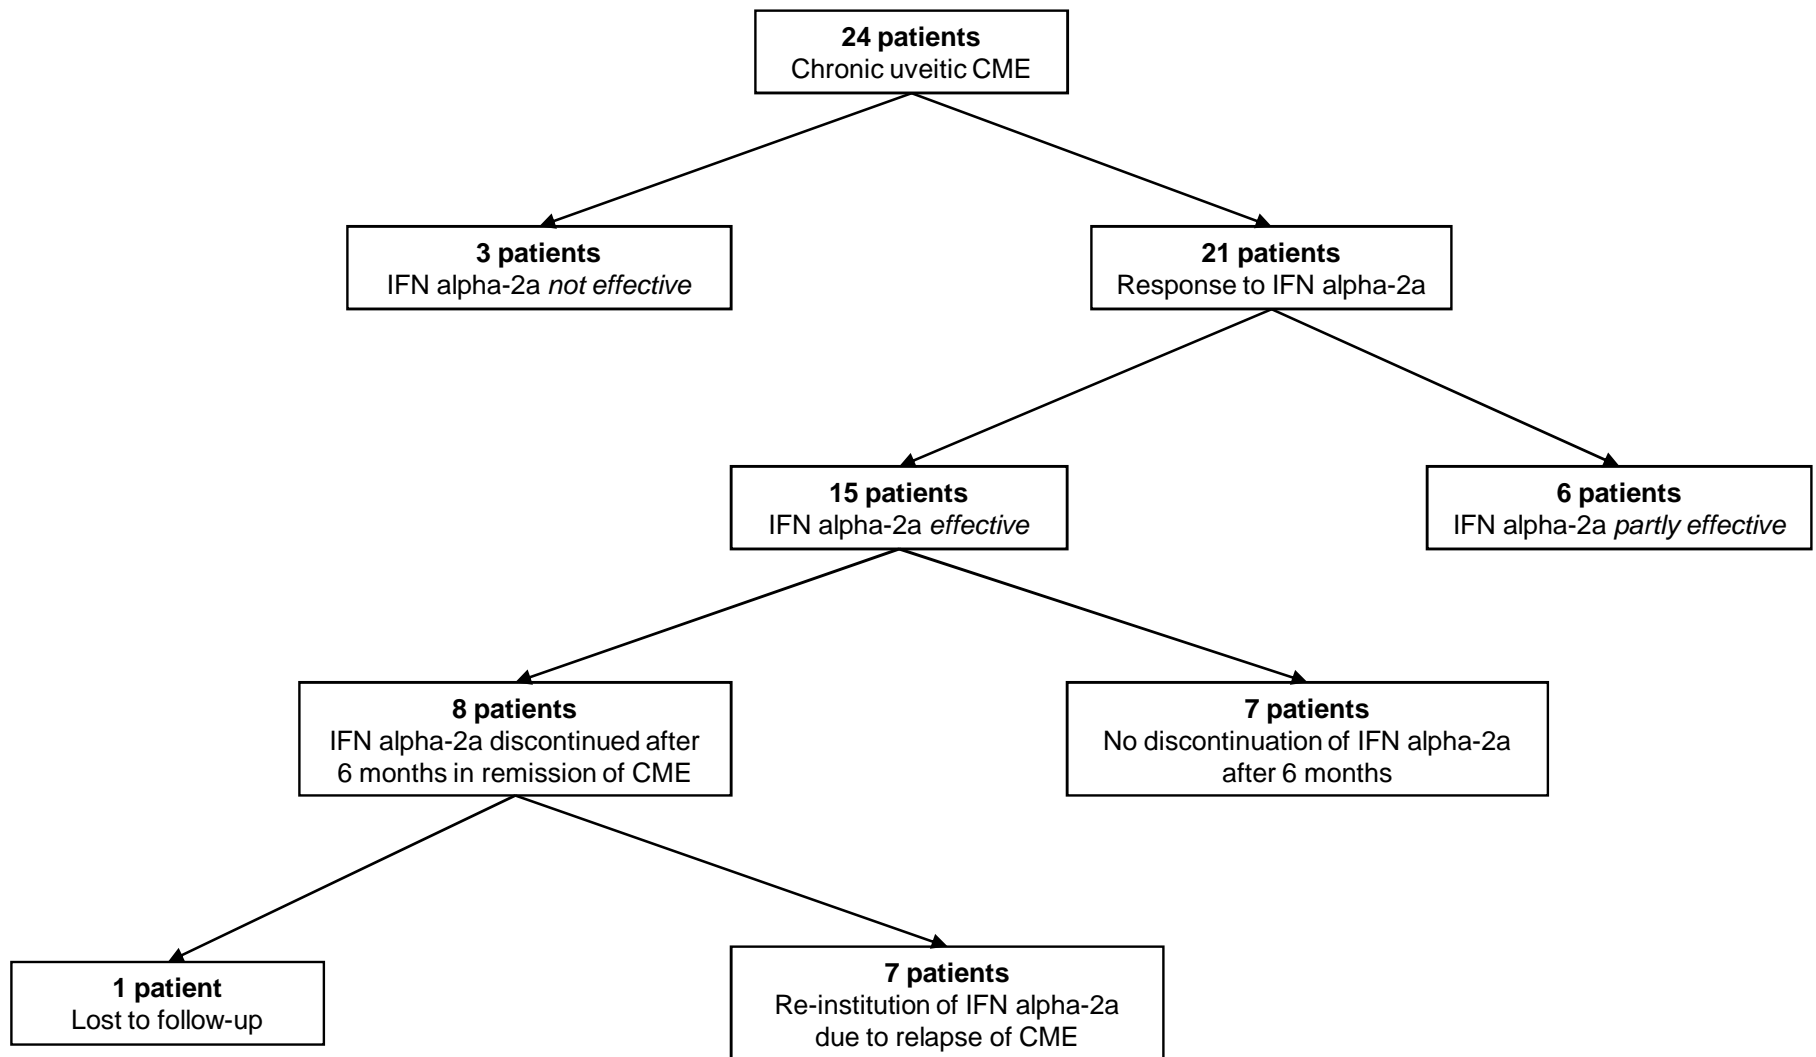 24 patients
Chronic uveitic CME
3 patients
IFN alpha-2a not effective
21 patients
Response to IFN alpha-2a
15 patients
IFN alpha-2a effective
6 patients
IFN alpha-2a partly effective
8 patients
IFN alpha-2a discontinued after
6 months in remission of CME
7 patients
No discontinuation of IFN alpha-2a
after 6 months
1 patient
Lost to follow-up
7 patients
Re-institution of IFN alpha-2a
due to relapse of CME